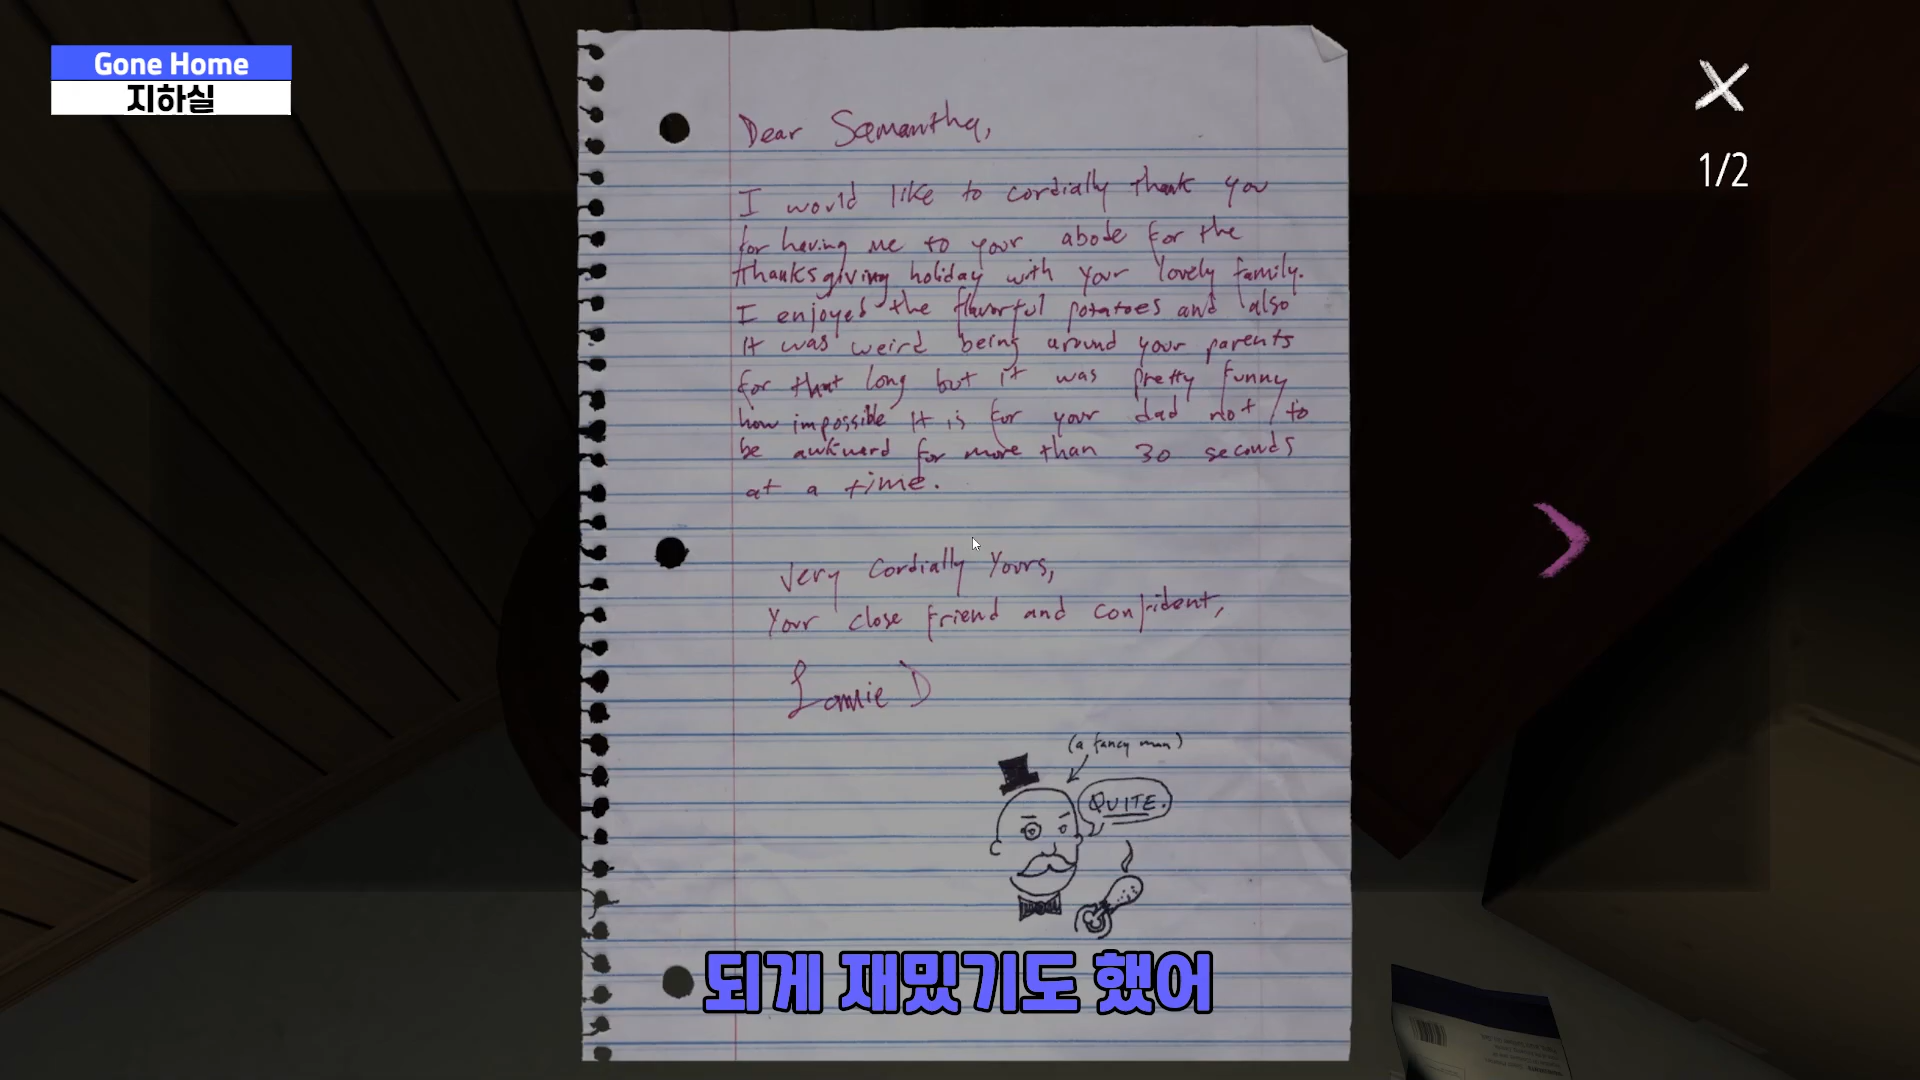 Gone Home
지하실
1/2
Dear Samantha,
I would like to cordially thank you
for having me to your abode for the
Thanksgiving holiday with your lovely family.
I enjoyed the flavorful potatoes and also
It was weird being around your parents
for that long but it was pretty funny
how impossible it is for your dad not to
be awkward for more than 30 seconds
at a time.
Very Cordially Yours,
Your close friend and confident,
Lonnie D
(a fancy man)
QUITE.
되게 재밌기도 했어